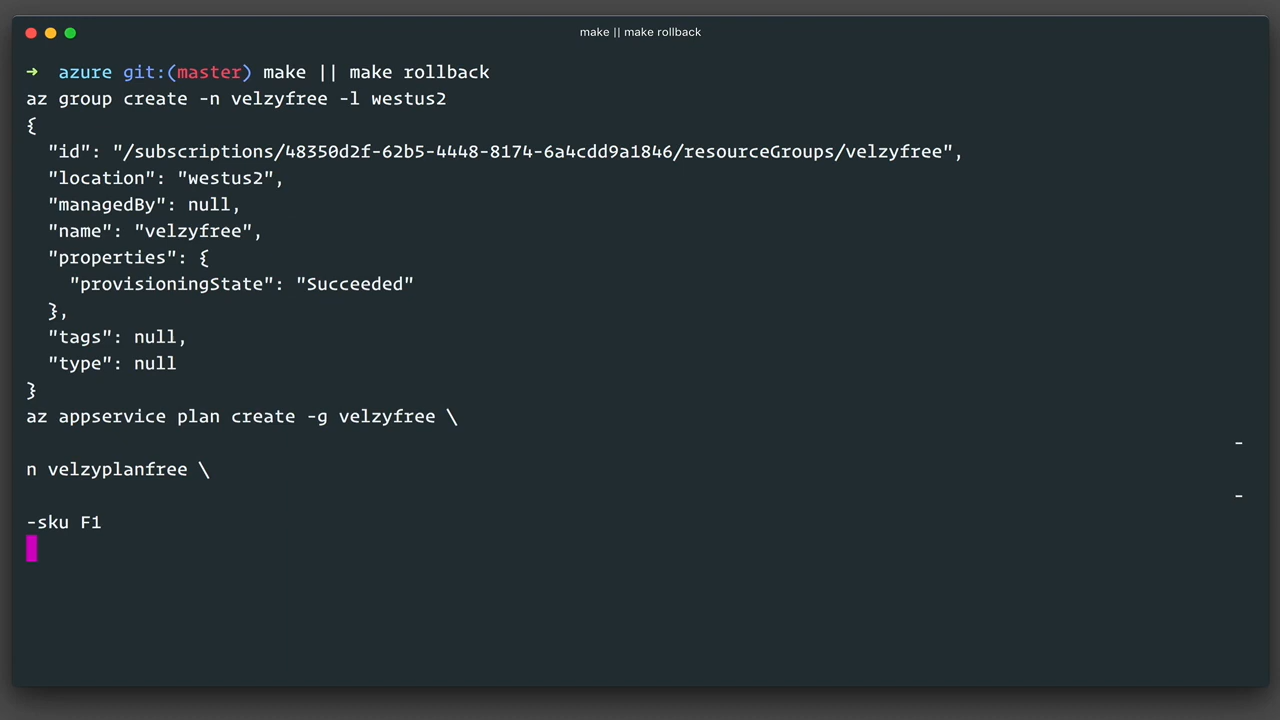 make || make rollback
➜  azure git:(master) make || make rollback
az group create -n velzyfree -l westus2
{
  "id": "/subscriptions/48350d2f-62b5-4448-8174-6a4cdd9a1846/resourceGroups/velzyfree",
  "location": "westus2",
  "managedBy": null,
  "name": "velzyfree",
  "properties": {
    "provisioningState": "Succeeded"
  },
  "tags": null,
  "type": null
}
az appservice plan create -g velzyfree \
-
n velzyplanfree \
-
-sku F1